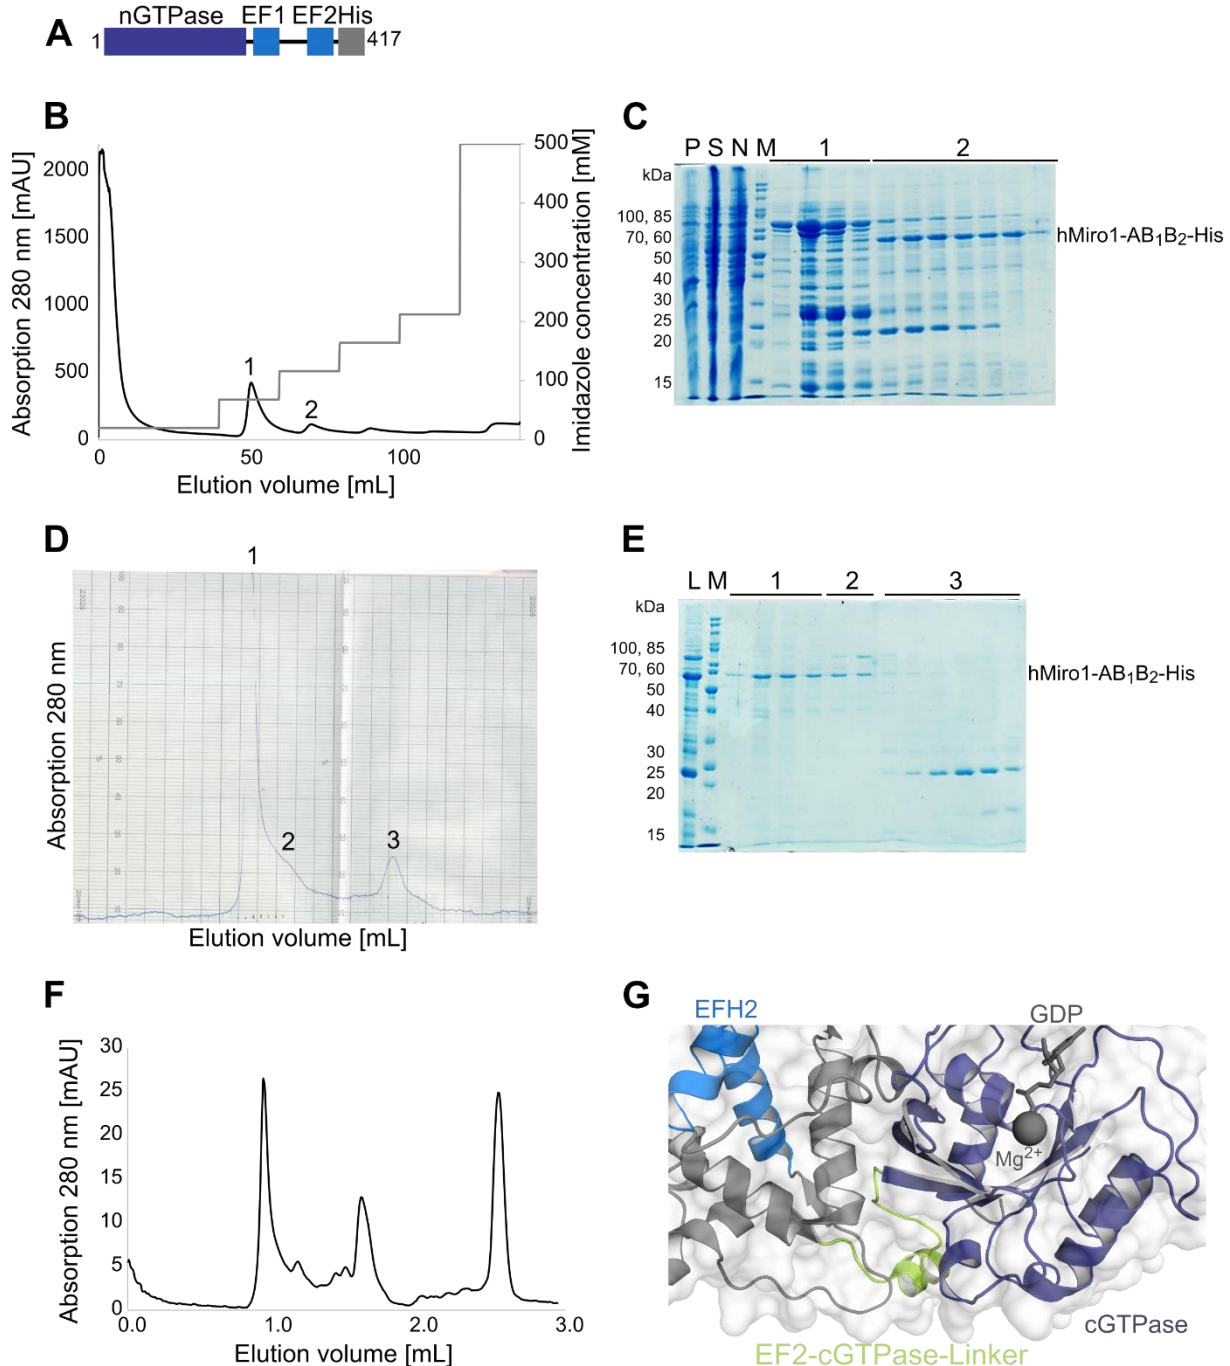 A
nGTPase EF1 EF2His
1 417
B
Absorption 280 nm [mAU]
2000
1500
1000
500
0
1
2
500
400
300
200
100
0
Imidazole concentration [mM]
0 50 100
Elution volume [mL]
C
P S N M 1 2
kDa
100, 85
70, 60
50
40
30
25
20
15
hMiro1-AB₁B₂-His
D
1
2
3
Absorption 280 nm
Elution volume [mL]
E
L M 1 2 3
kDa
100, 85
70, 60
50
40
30
25
20
15
hMiro1-AB₁B₂-His
F
Absorption 280 nm [mAU]
30
25
20
15
10
5
0
0.0 1.0 2.0 3.0
Elution volume [mL]
G
EFH2
GDP
Mg²⁺
cGTPase
EF2-cGTPase-Linker